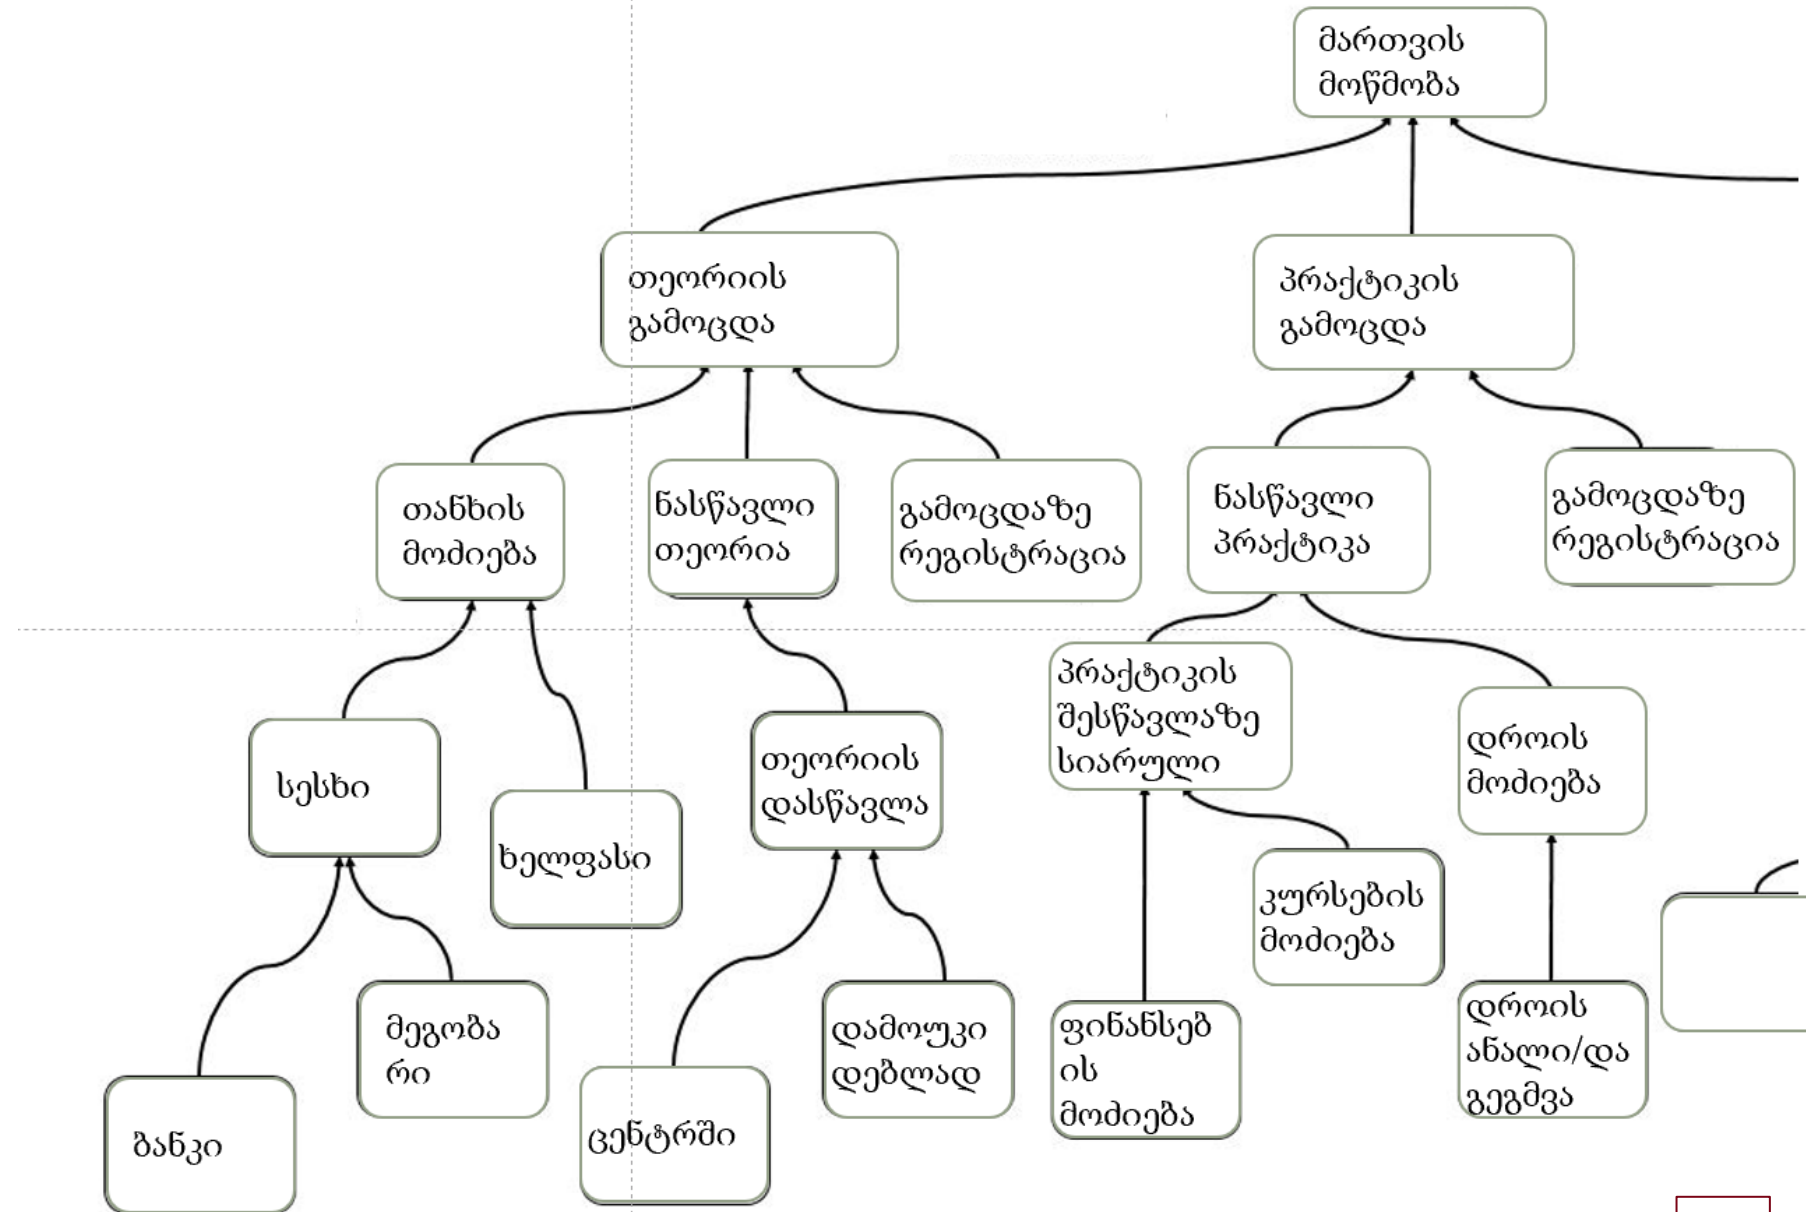 მართვის
მოწმობა
თეორიის
გამოცდა
პრაქტიკის
გამოცდა
თანხის
მოძიება
ნასწავლი
თეორია
გამოცდაზე
რეგისტრაცია
ნასწავლი
პრაქტიკა
გამოცდაზე
რეგისტრაცია
სესხი
ხელფასი
თეორიის
დასწავლა
პრაქტიკის
შესწავლაზე
სიარული
დროის
მოძიება
კურსების
მოძიება
ბანკი
მეგობა
რი
ცენტრში
დამოუკი
დებლად
ფინანსებ
ის
მოძიება
დროის
ანალი/და
გეგმვა